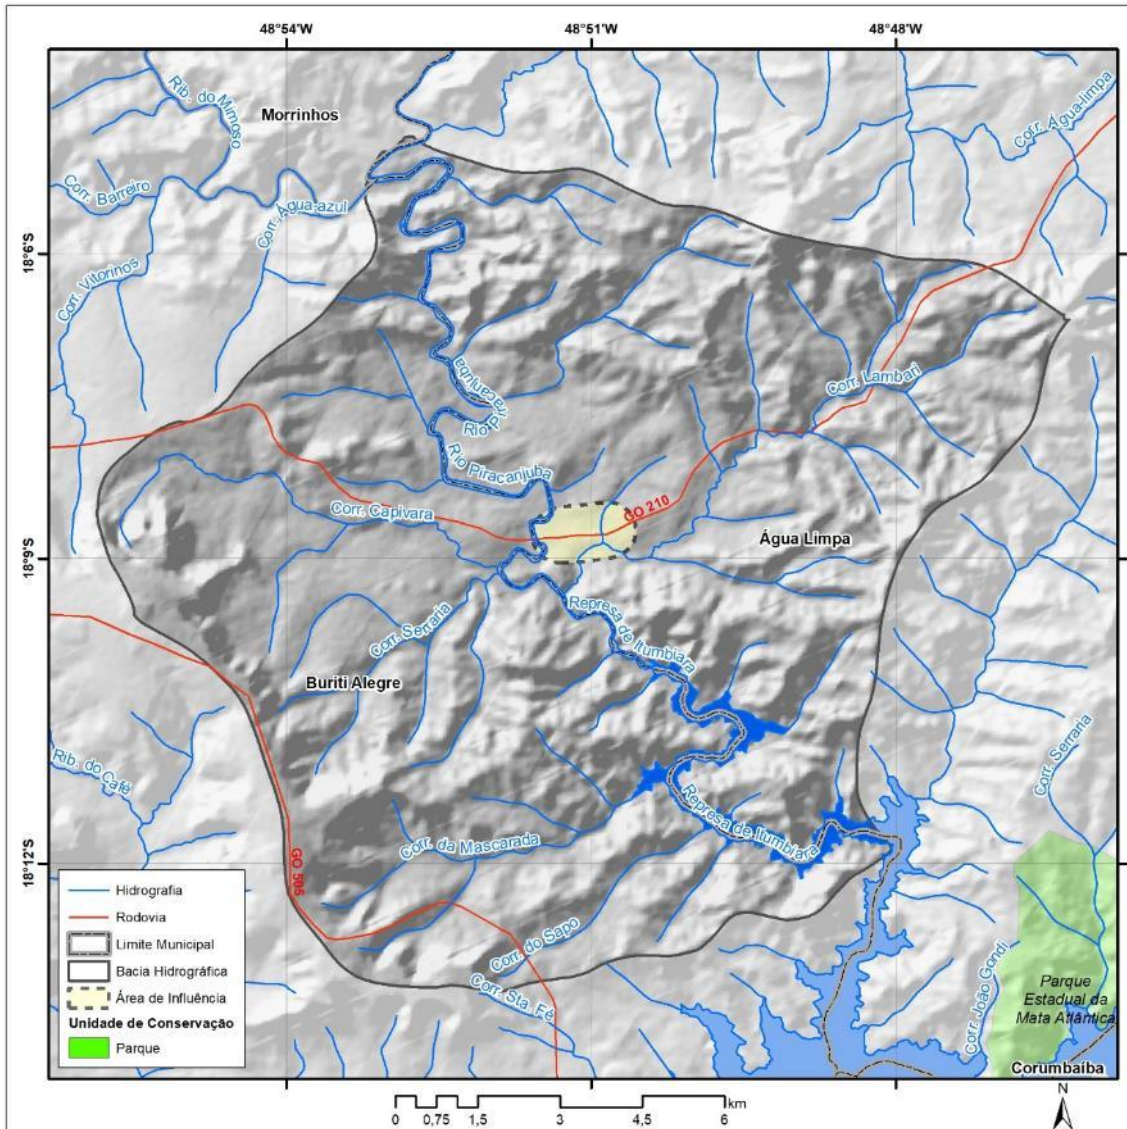 48°54'W
48°51'W
48°48'W
18°6'S
18°9'S
18°12'S
Rib. do Mimoso
Morrinhos
Corr. Água-limpa
Corr. Barreiro
Corr. Água-azul
Corr. Vitorinos
Rio Piracanjuba
Corr. Lambari
Rio Piracanjuba
Corr. Capivara
GO 210
Água Limpa
Represa de Itumbiara
Corr. Serraria
Buriti Alegre
Corr. Serraria
Rib. do Café
Represa de Itumbiara
Corr. da Mascarada
GO 505
Corr. do Sapo
Corr. Sta. Fé
Corr. João Gondi
Parque
Estadual da
Mata Atlântica
Corumbaíba
Hidrografia
Rodovia
Limite Municipal
Bacia Hidrográfica
Área de Influência
Unidade de Conservação
Parque
N
km
0 0,75 1,5 3 4,5 6